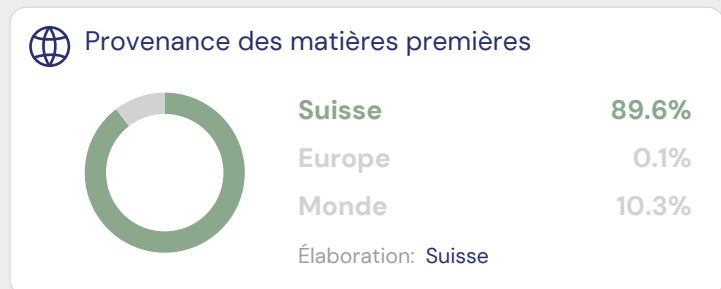 Provenance des matières premières
Suisse 89.6%
Europe 0.1%
Monde 10.3%
Élaboration: Suisse